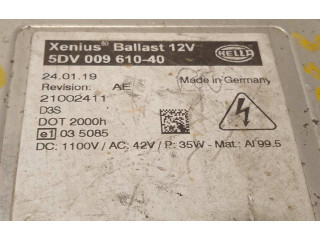 Xenius® Ballast 12V
5DV 009 610-40
HELLA
24.01.19
Made in Germany
Revision: AE
21002411
D3S
DOT 2000h
e1 03 5085
DC: 1100V / AC: 42V / P: 35W - Mat.: Al 99.5